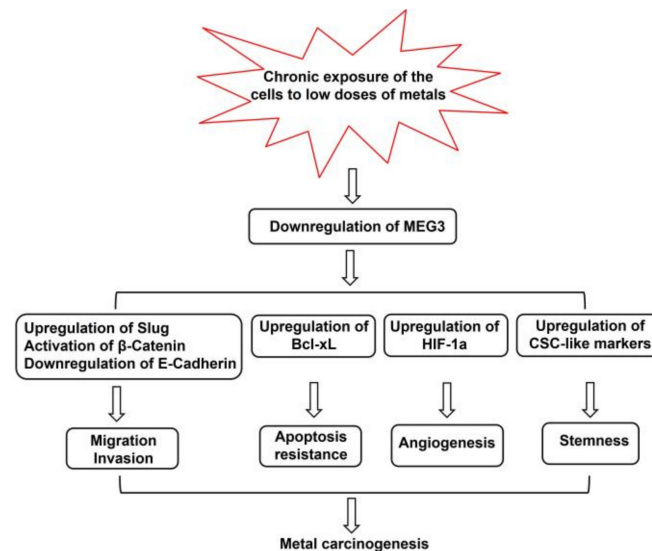 Chronic exposure of the
cells to low doses of metals
Downregulation of MEG3
Upregulation of Slug
Activation of β-Catenin
Downregulation of E-Cadherin
Upregulation of
Bcl-xL
Upregulation of
HIF-1a
Upregulation of
CSC-like markers
Migration
Invasion
Apoptosis
resistance
Angiogenesis
Stemness
Metal carcinogenesis